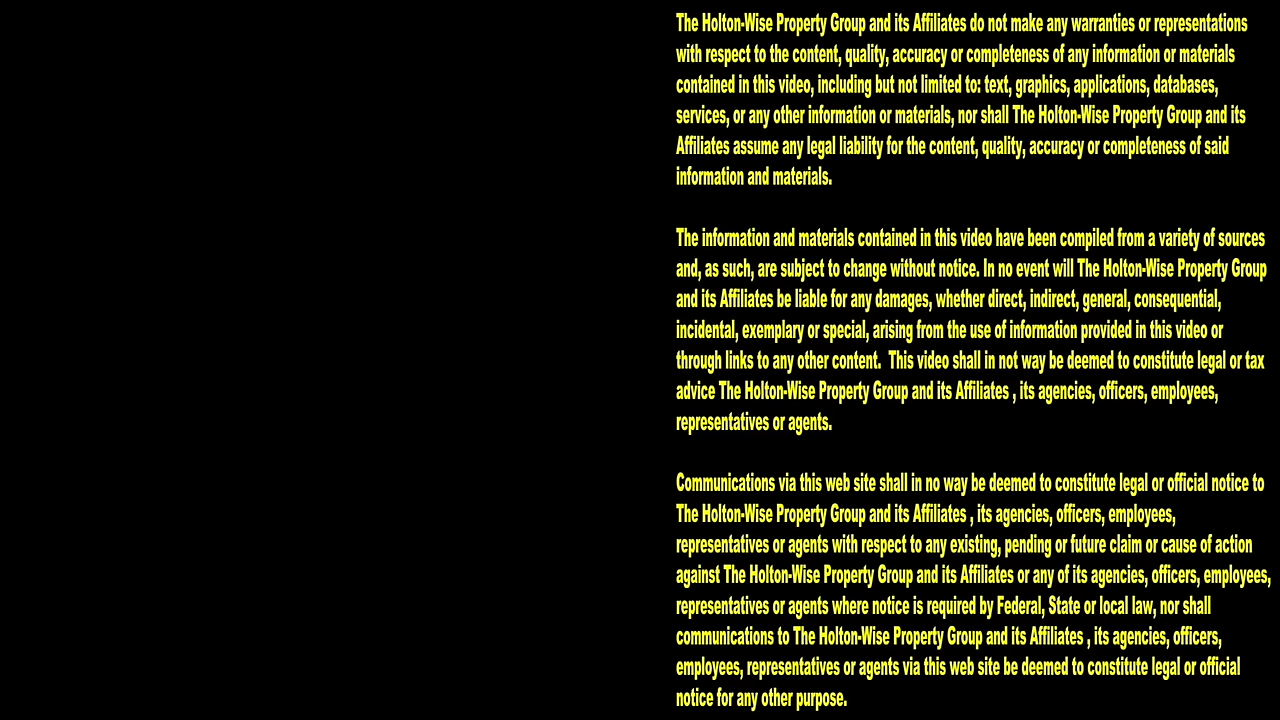 The Holton-Wise Property Group and its Affiliates do not make any warranties or representations
with respect to the content, quality, accuracy or completeness of any information or materials
contained in this video, including but not limited to: text, graphics, applications, databases,
services, or any other information or materials, nor shall The Holton-Wise Property Group and its
Affiliates assume any legal liability for the content, quality, accuracy or completeness of said
information and materials.
The information and materials contained in this video have been compiled from a variety of sources
and, as such, are subject to change without notice. In no event will The Holton-Wise Property Group
and its Affiliates be liable for any damages, whether direct, indirect, general, consequential,
incidental, exemplary or special, arising from the use of information provided in this video or
through links to any other content.  This video shall in not way be deemed to constitute legal or tax
advice The Holton-Wise Property Group and its Affiliates , its agencies, officers, employees,
representatives or agents.
Communications via this web site shall in no way be deemed to constitute legal or official notice to
The Holton-Wise Property Group and its Affiliates , its agencies, officers, employees,
representatives or agents with respect to any existing, pending or future claim or cause of action
against The Holton-Wise Property Group and its Affiliates or any of its agencies, officers, employees,
representatives or agents where notice is required by Federal, State or local law, nor shall
communications to The Holton-Wise Property Group and its Affiliates , its agencies, officers,
employees, representatives or agents via this web site be deemed to constitute legal or official
notice for any other purpose.